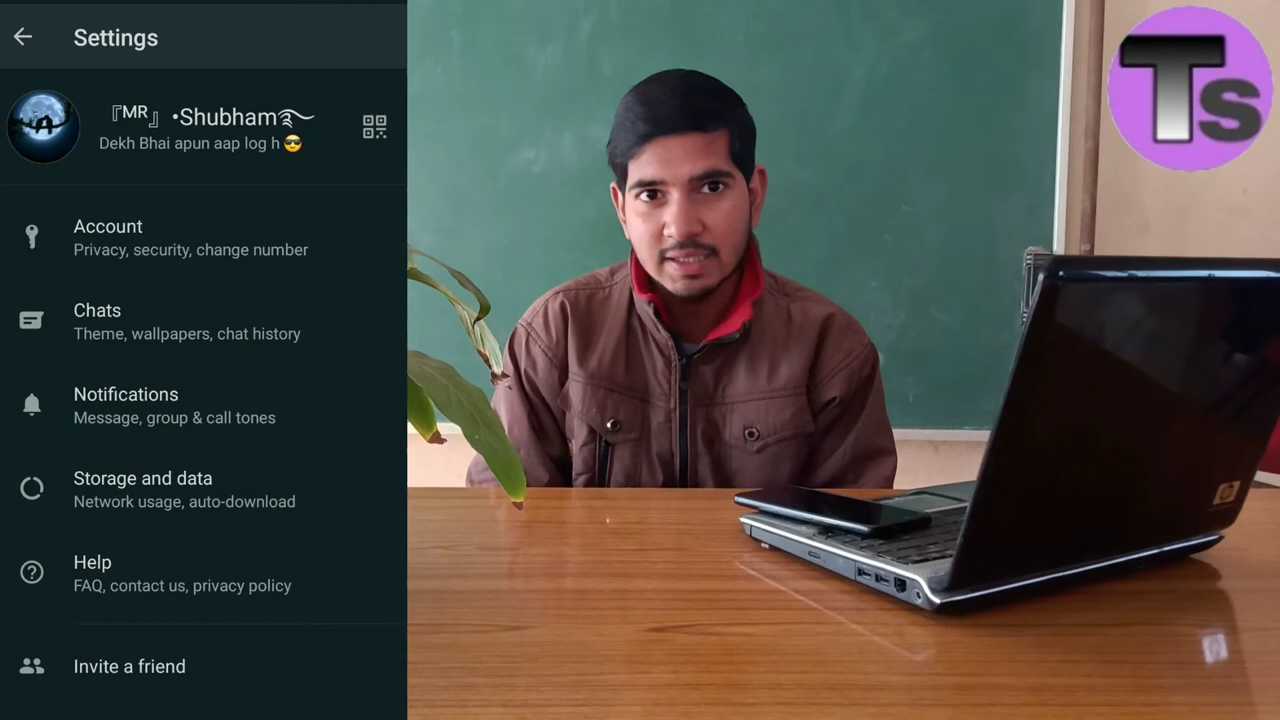 Settings
『ᴹᴿ』 •Shubham࿐
Dekh Bhai apun aap log h 😎
Account
Privacy, security, change number
Chats
Theme, wallpapers, chat history
Notifications
Message, group & call tones
Storage and data
Network usage, auto-download
Help
FAQ, contact us, privacy policy
Invite a friend
Ts
hp